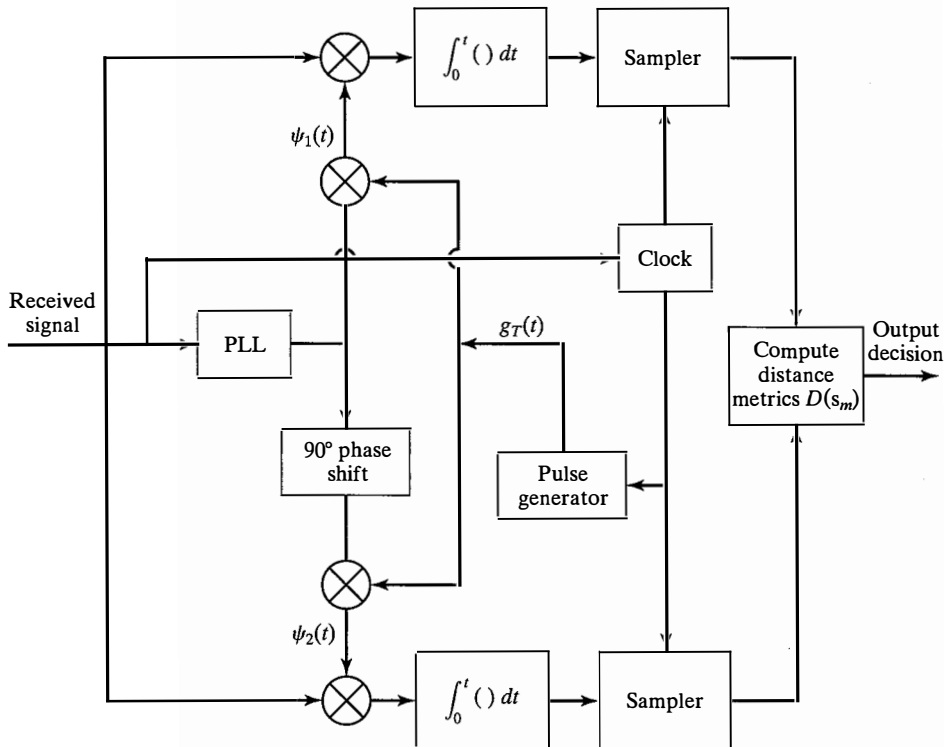 ∫₀ᵗ ( ) dt
Sampler
ψ₁(t)
Clock
Received
signal
PLL
g_T(t)
Output
decision
Compute
distance
metrics D(s_m)
90° phase
shift
Pulse
generator
ψ₂(t)
∫₀ᵗ ( ) dt
Sampler